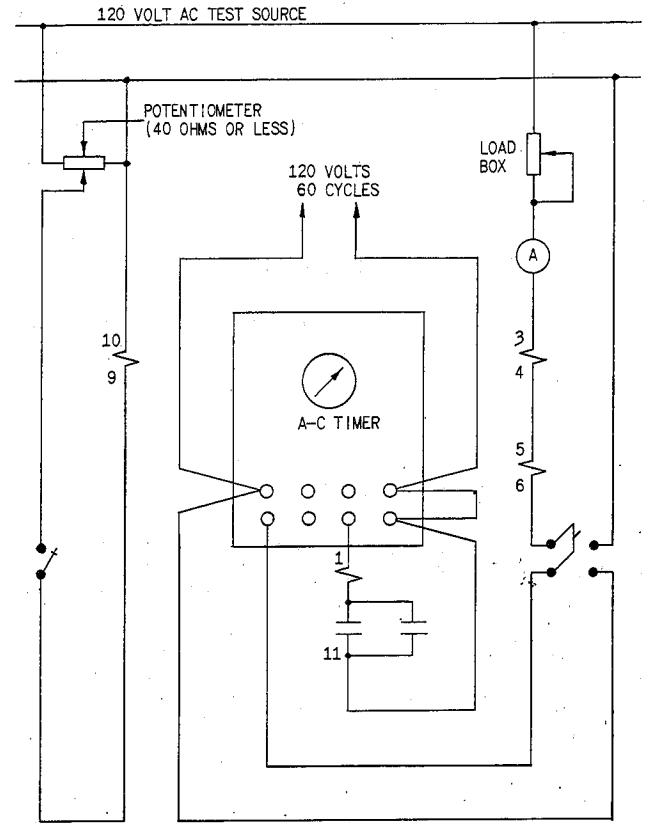 120 VOLT AC TEST SOURCE
POTENTIOMETER
(40 OHMS OR LESS)
LOAD
BOX
120 VOLTS
60 CYCLES
A
10
9
3
4
A-C TIMER
5
6
1
11